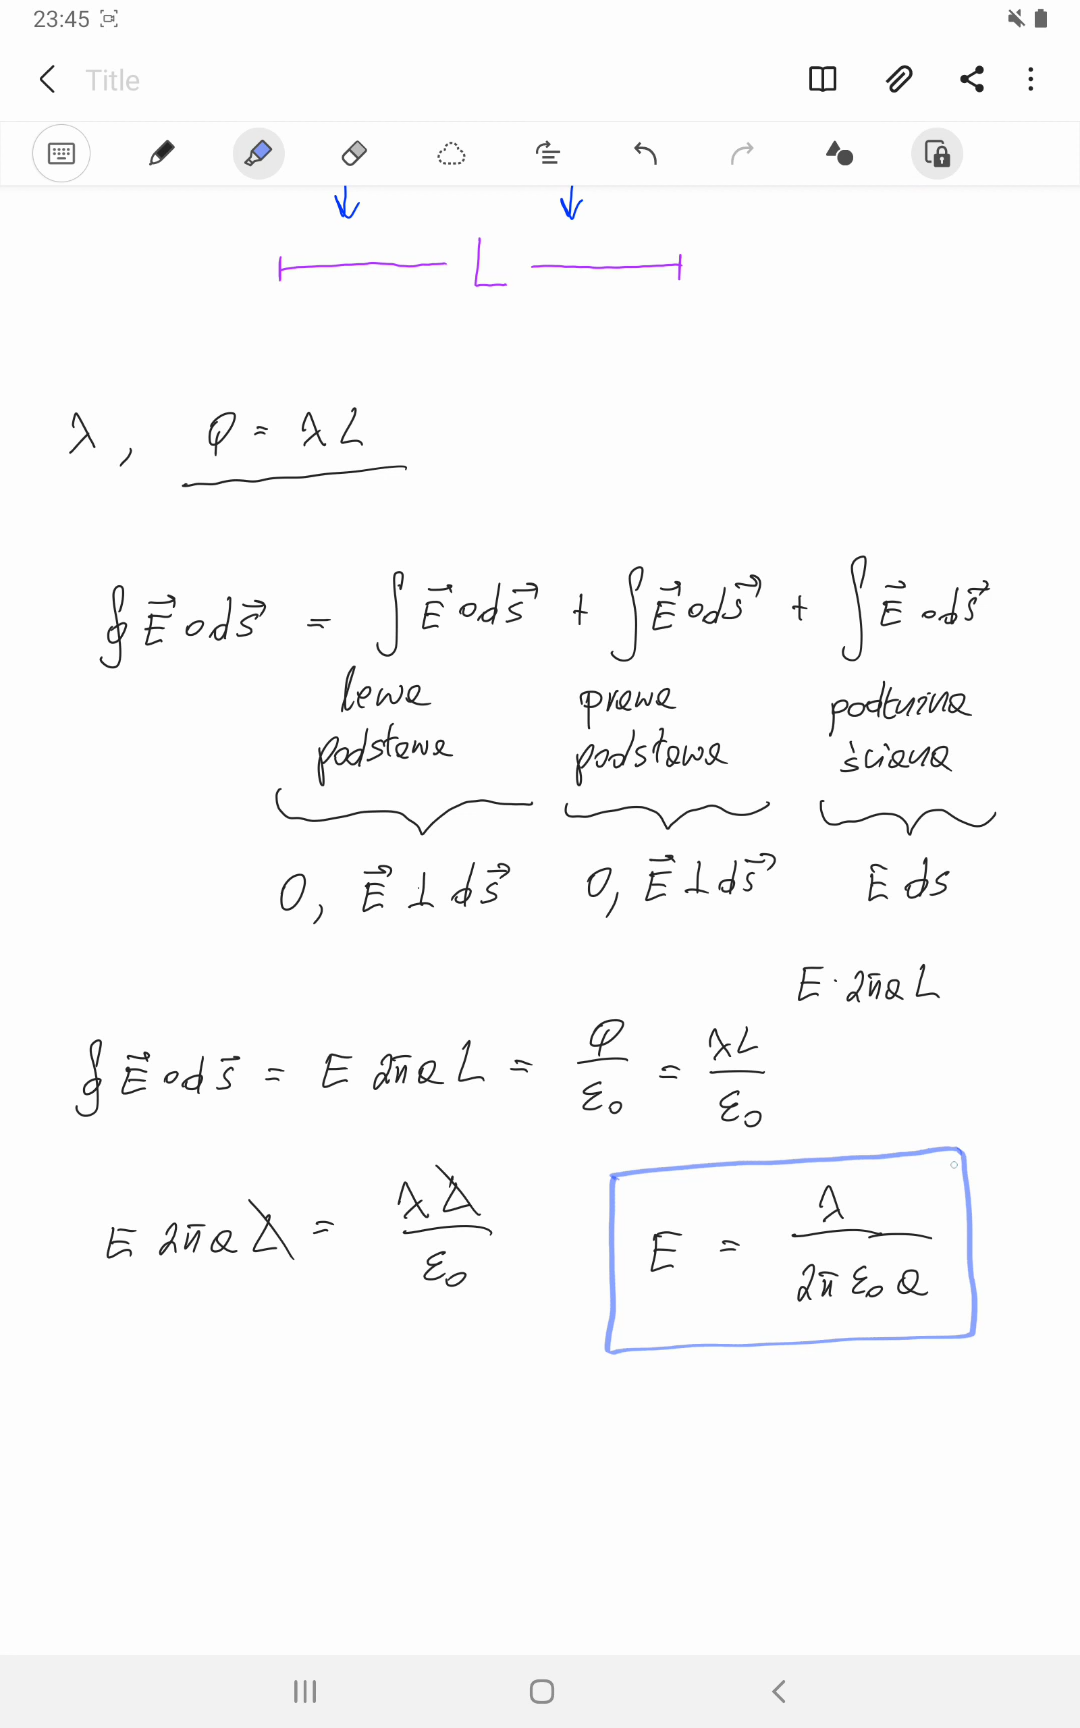 23:45
Title
L
λ, Q = λL
∮ E⃗ ∘ ds⃗ = ∫ E⃗ ∘ ds⃗ + ∫ E⃗ ∘ ds⃗ + ∫ E⃗ ∘ ds⃗
lewa prawa podłużna
podstawa podstawa ściana
0, E⃗ ⊥ ds⃗ 0, E⃗ ⊥ ds⃗ E ds
E · 2πa L
∮ E⃗ ∘ ds⃗ = E 2πa L = Q/ε₀ = λL/ε₀
E 2πa L = λ L/ε₀ E = λ/2π ε₀ a